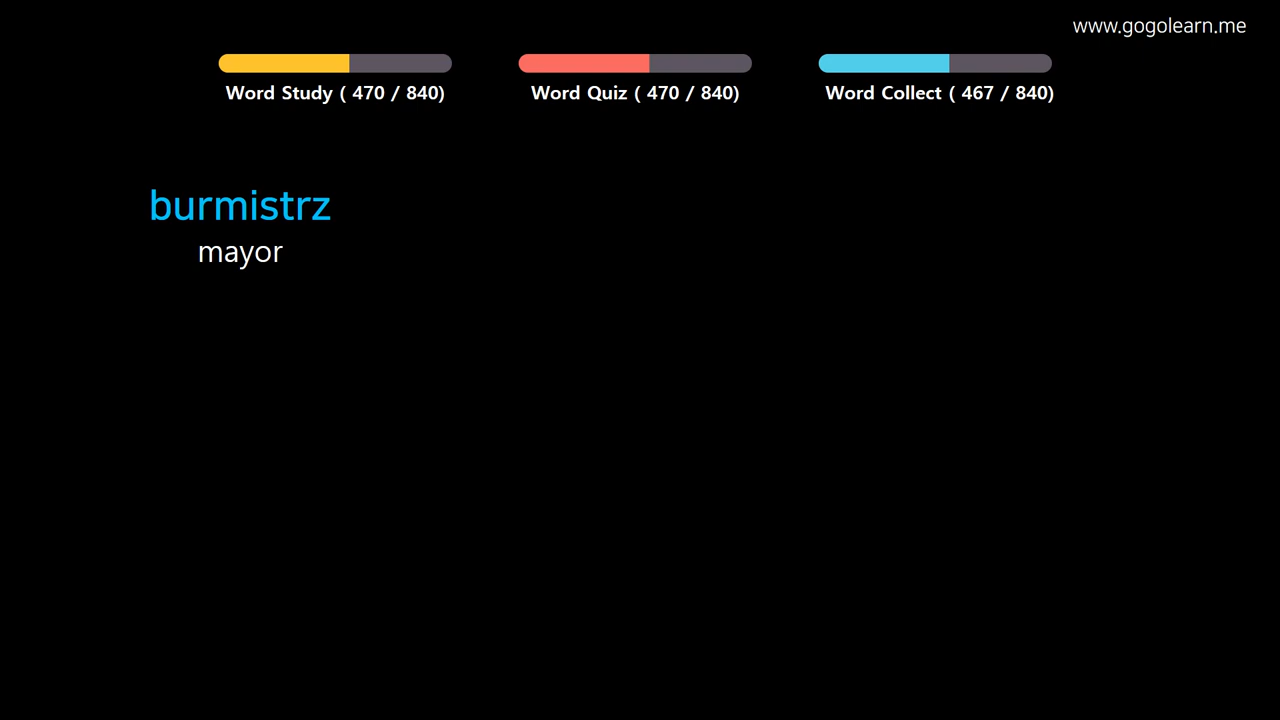 www.gogolearn.me
Word Study ( 470 / 840)
Word Quiz ( 470 / 840)
Word Collect ( 467 / 840)
burmistrz
mayor